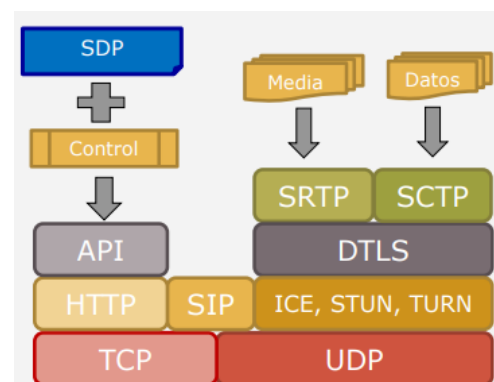 SDP
Media
Datos
Control
SRTP
SCTP
API
DTLS
HTTP
SIP
ICE, STUN, TURN
TCP
UDP